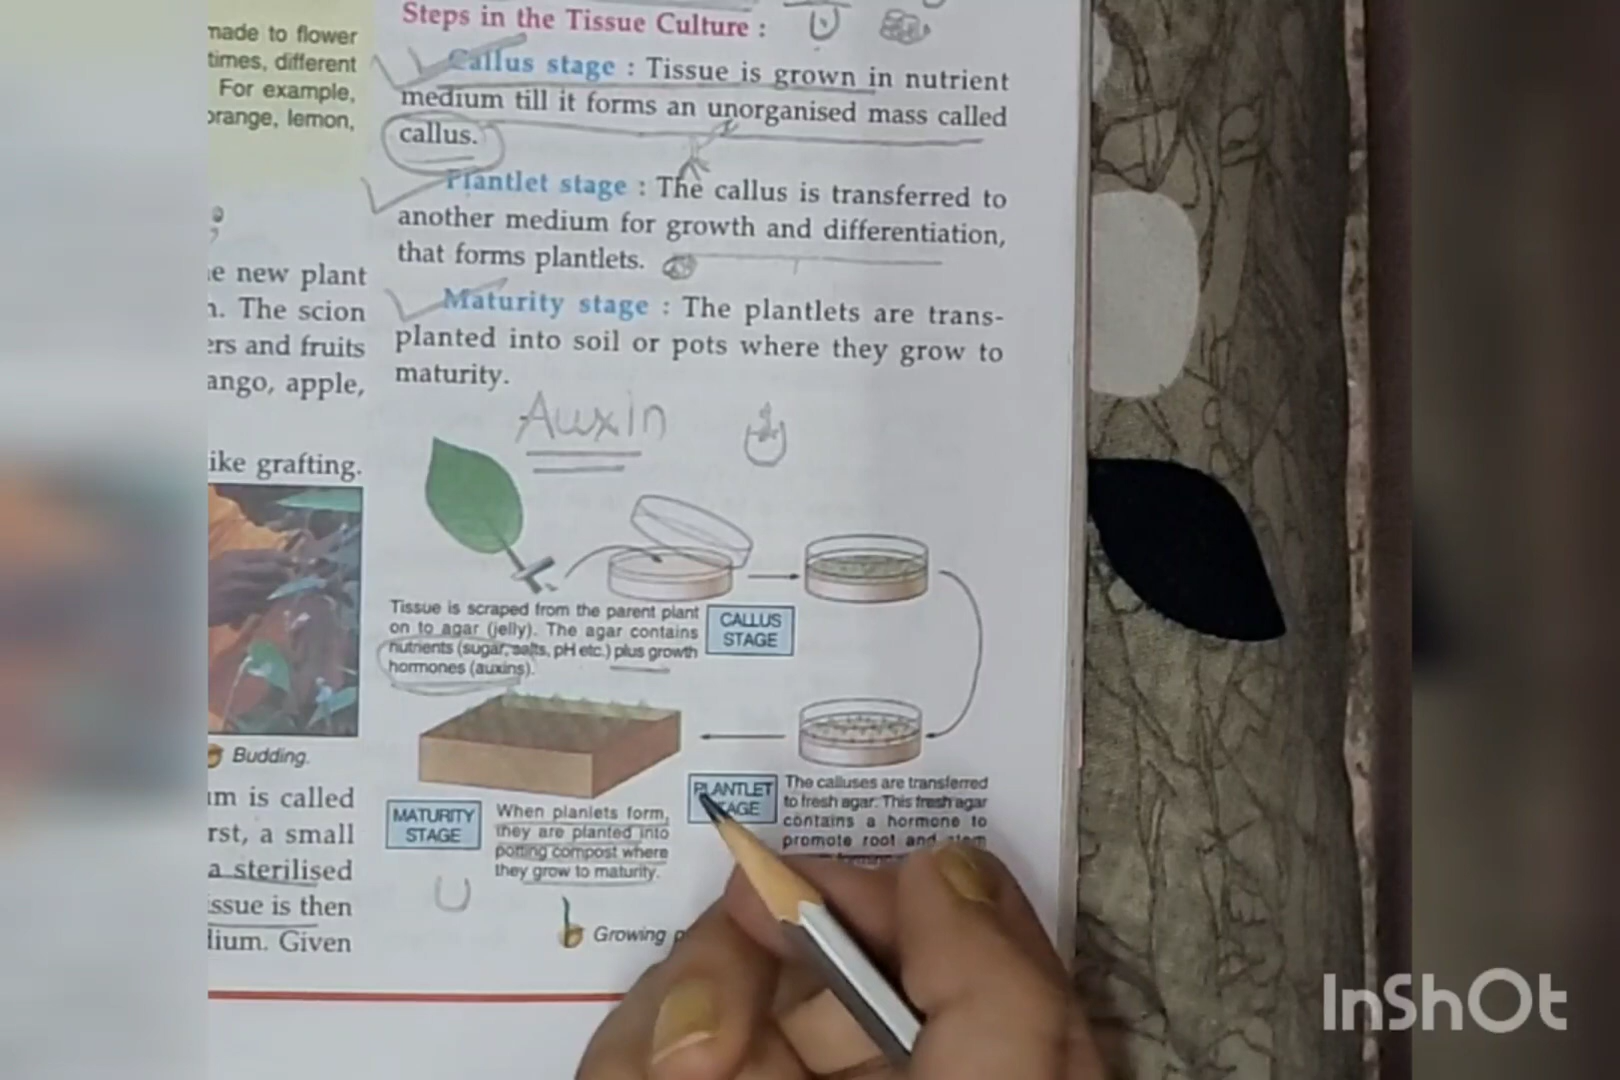 made to flower
times, different
For example,
orange, lemon,
e new plant
The scion
ers and fruits
ango, apple,
ike grafting.
Budding.
um is called
rst, a small
a sterilised
issue is then
lium. Given
Steps in the Tissue Culture :
Callus stage : Tissue is grown in nutrient
medium till it forms an unorganised mass called
callus.
Plantlet stage : The callus is transferred to
another medium for growth and differentiation,
that forms plantlets.
Maturity stage : The plantlets are trans-
planted into soil or pots where they grow to
maturity.
Auxin
Tissue is scraped from the parent plant
on to agar (jelly). The agar contains
nutrients (sugar, salts, pH etc.) plus growth
hormones (auxins).
CALLUS
STAGE
MATURITY
STAGE
When planlets form,
they are planted into
potting compost where
they grow to maturity.
PLANTLET
STAGE
The calluses are transferred
to fresh agar. This fresh agar
contains a hormone to
promote root and stem
Growing
InShOt